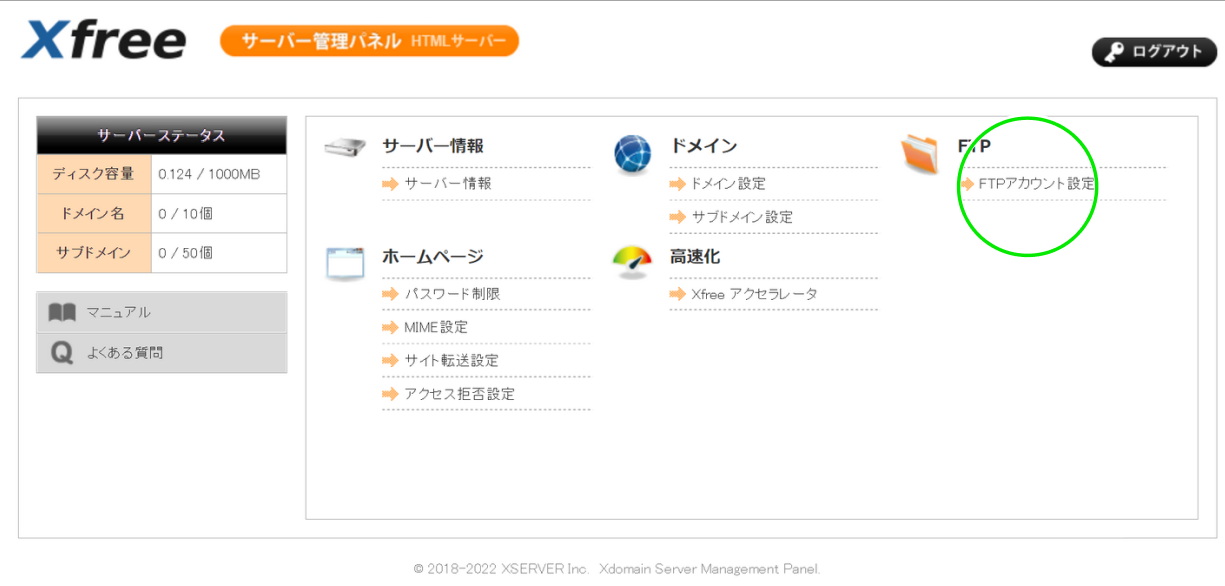 Xfree
サーバー管理パネル HTMLサーバー
ログアウト
サーバーステータス
ディスク容量 0.124 / 1000MB
ドメイン名 0 / 10個
サブドメイン 0 / 50個
マニュアル
よくある質問
サーバー情報
サーバー情報
ドメイン
ドメイン設定
サブドメイン設定
FTP
FTPアカウント設定
ホームページ
パスワード制限
MIME設定
サイト転送設定
アクセス拒否設定
高速化
Xfree アクセラレータ
© 2018-2022 XSERVER Inc. Xdomain Server Management Panel.